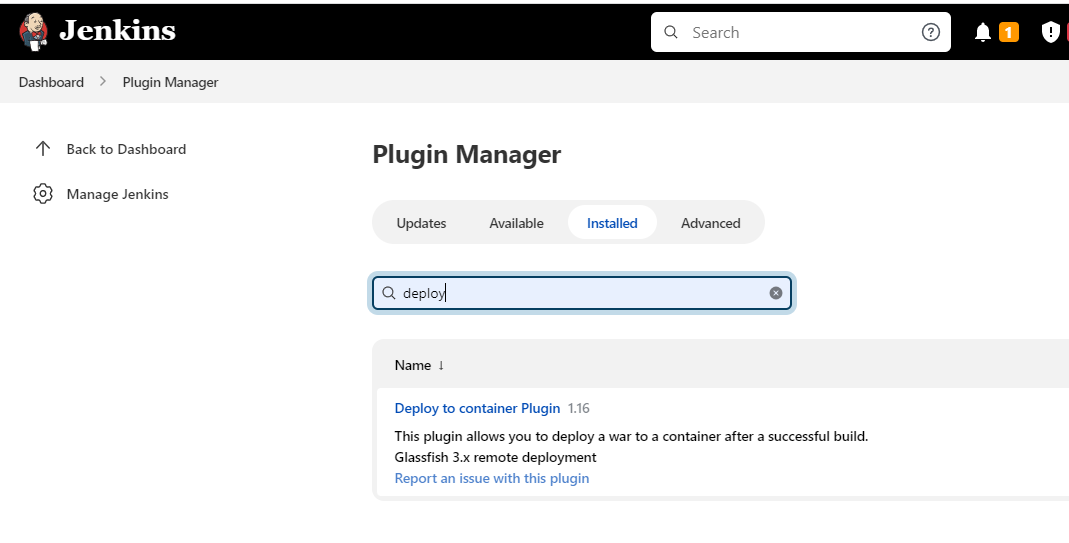 Jenkins
Search
1
Dashboard
Plugin Manager
Back to Dashboard
Manage Jenkins
Plugin Manager
Updates Available Installed Advanced
deploy
Name ↓
Deploy to container Plugin 1.16
This plugin allows you to deploy a war to a container after a successful build.
Glassfish 3.x remote deployment
Report an issue with this plugin